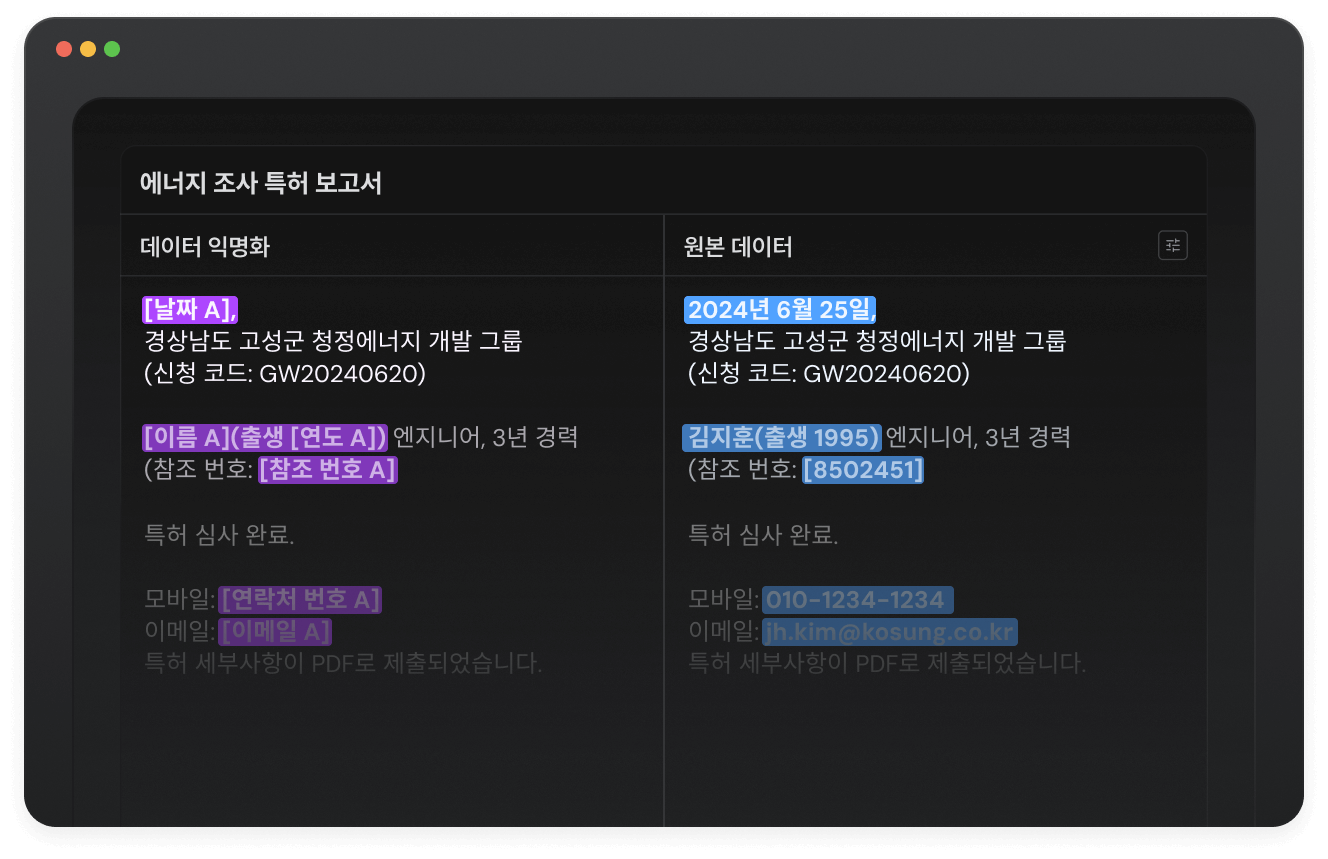 에너지 조사 특허 보고서
데이터 익명화
[날짜 A],
경상남도 고성군 청정에너지 개발 그룹
(신청 코드: GW20240620)
[이름 A](출생 [연도 A]) 엔지니어, 3년 경력
(참조 번호: [참조 번호 A]
특허 심사 완료.
모바일: [연락처 번호 A]
이메일: [이메일 A]
특허 세부사항이 PDF로 제출되었습니다.
원본 데이터
2024년 6월 25일,
경상남도 고성군 청정에너지 개발 그룹
(신청 코드: GW20240620)
김지훈(출생 1995) 엔지니어, 3년 경력
(참조 번호: [8502451]
특허 심사 완료.
모바일: 010-1234-1234
이메일: jh.kim@kosung.co.kr
특허 세부사항이 PDF로 제출되었습니다.